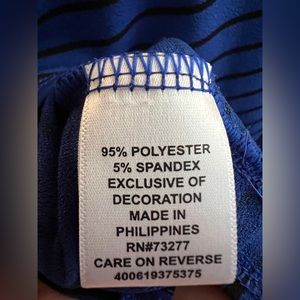 95% POLYESTER
5% SPANDEX
EXCLUSIVE OF
DECORATION
MADE IN
PHILIPPINES
RN#73277
CARE ON REVERSE
400619375375